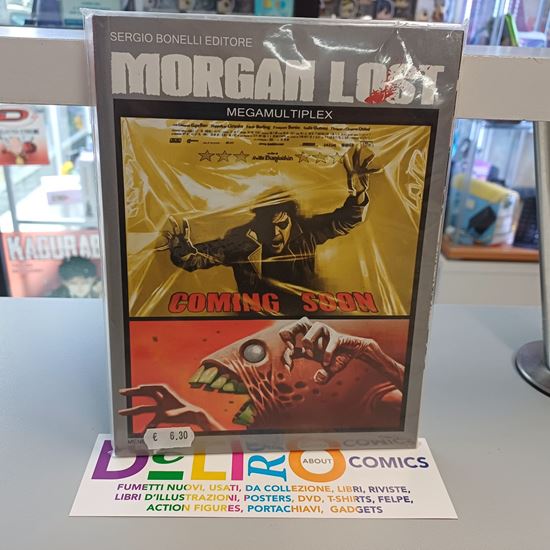 SERGIO BONELLI EDITORE
MORGAN LOST
MEGAMULTIPLEX
COMING SOON
KAGURAB
€ 6,30
DELIRO
ABOUT
COMICS
FUMETTI NUOVI, USATI, DA COLLEZIONE, LIBRI, RIVISTE,
LIBRI D'ILLUSTRAZIONI, POSTERS, DVD, T-SHIRTS, FELPE,
ACTION FIGURES, PORTACHIAVI, GADGETS